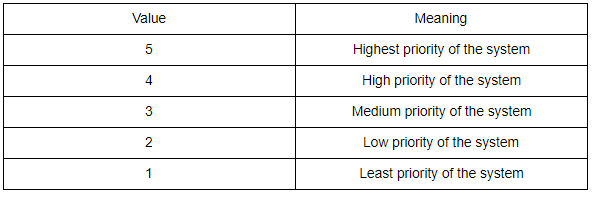 Value Meaning
5 Highest priority of the system
4 High priority of the system
3 Medium priority of the system
2 Low priority of the system
1 Least priority of the system